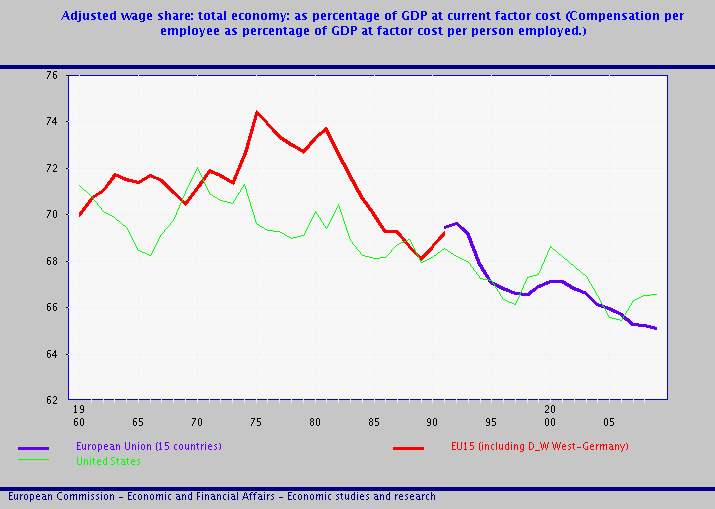 Adjusted wage share: total economy: as percentage of GDP at current factor cost (Compensation per
employee as percentage of GDP at factor cost per person employed.)
76
74
72
70
68
66
64
62
19 20
60 65 70 75 80 85 90 95 00 05
European Union (15 countries) EU15 (including D_W West-Germany)
United States
European Commission - Economic and Financial Affairs - Economic studies and research